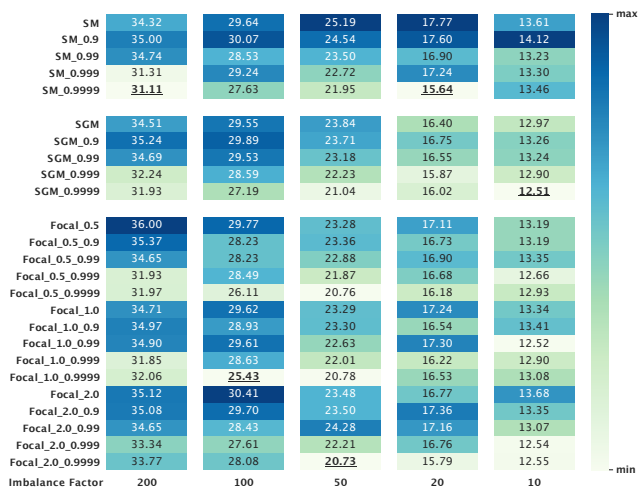 SM 34.32 29.64 25.19 17.77 13.61 max
SM_0.9 35.00 30.07 24.54 17.60 14.12
SM_0.99 34.74 28.53 23.50 16.90 13.23
SM_0.999 31.31 29.24 22.72 17.24 13.30
SM_0.9999 31.11 27.63 21.95 15.64 13.46
SGM 34.51 29.55 23.84 16.40 12.97
SGM_0.9 35.24 29.89 23.71 16.75 13.26
SGM_0.99 34.69 29.53 23.18 16.55 13.24
SGM_0.999 32.24 28.59 22.23 15.87 12.90
SGM_0.9999 31.93 27.19 21.04 16.02 12.51
Focal_0.5 36.00 29.77 23.28 17.11 13.19
Focal_0.5_0.9 35.37 28.23 23.36 16.73 13.19
Focal_0.5_0.99 34.65 28.23 22.88 16.90 13.35
Focal_0.5_0.999 31.93 28.49 21.87 16.68 12.66
Focal_0.5_0.9999 31.97 26.11 20.76 16.18 12.93
Focal_1.0 34.71 29.62 23.29 17.24 13.34
Focal_1.0_0.9 34.97 28.93 23.30 16.54 13.41
Focal_1.0_0.99 34.90 29.61 22.63 17.30 12.52
Focal_1.0_0.999 31.85 28.63 22.01 16.22 12.90
Focal_1.0_0.9999 32.06 25.43 20.78 16.53 13.08
Focal_2.0 35.12 30.41 23.48 16.77 13.68
Focal_2.0_0.9 35.08 29.70 23.50 17.36 13.35
Focal_2.0_0.99 34.65 28.43 24.28 17.16 13.07
Focal_2.0_0.999 33.34 27.61 22.21 16.76 12.54
Focal_2.0_0.9999 33.77 28.08 20.73 15.79 12.55 min
Imbalance Factor 200 100 50 20 10